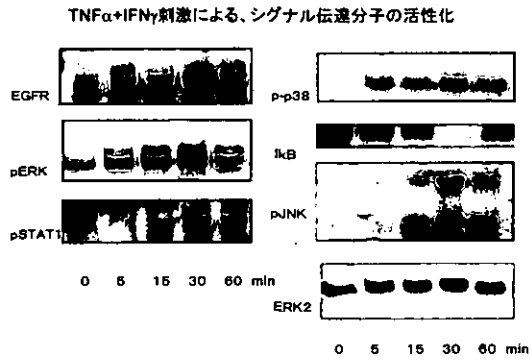 TNFα+IFNγ刺激による、シグナル伝達分子の活性化
EGFR
pERK
pSTAT1
0 5 15 30 60 min
p-p38
IkB
pJNK
ERK2
0 5 15 30 60 min